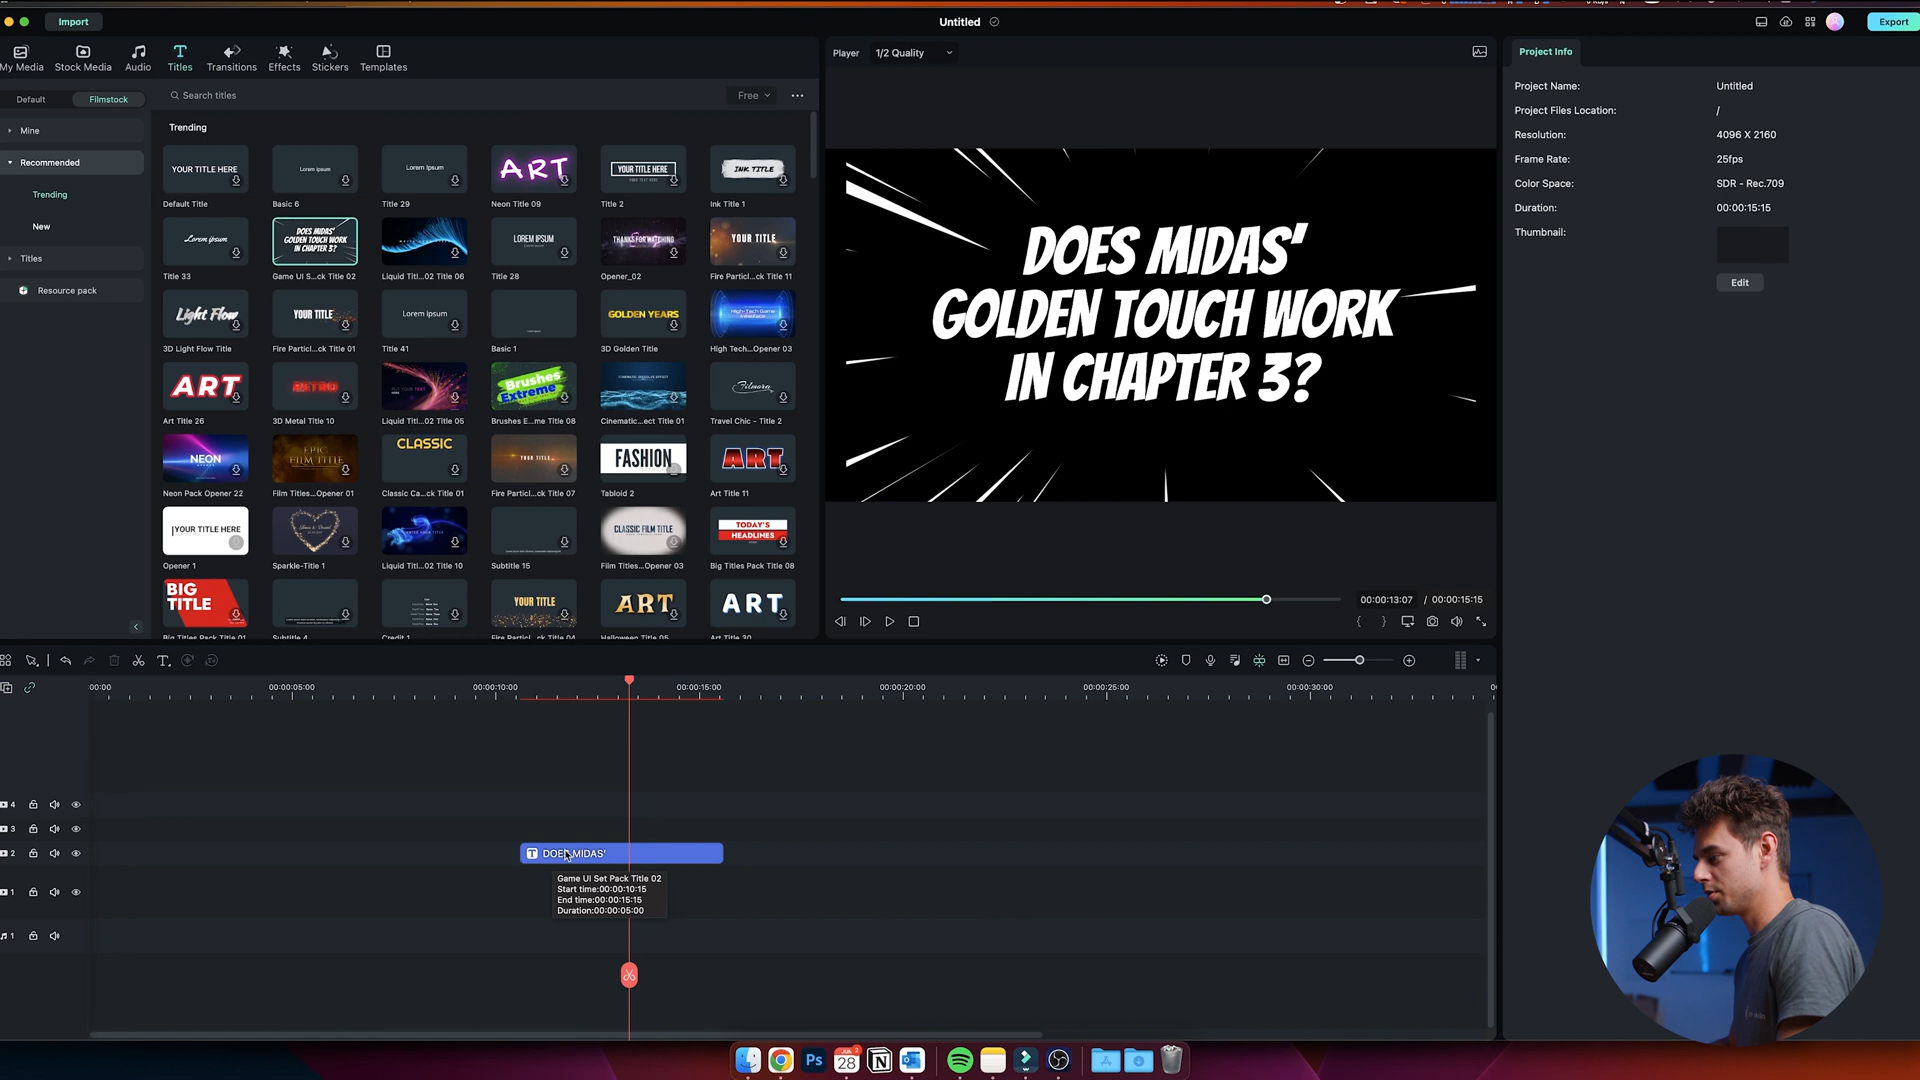 Import
Untitled
Export
My Media
Stock Media
Audio
Titles
Transitions
Effects
Stickers
Templates
Player
1/2 Quality
Project Info
Default
Filmstock
Search titles
Free
Mine
Recommended
Trending
New
Titles
Resource pack
Trending
YOUR TITLE HERE
Lorem ipsum
Lorem Ipsum
ART
YOUR TITLE HERE
INK TITLE
Default Title
Basic 6
Title 29
Neon Title 09
Title 2
Ink Title 1
Lorem ipsum
DOES MIDAS'
GOLDEN TOUCH WORK
IN CHAPTER 3?
LOREM IPSUM
THANKS FOR WATCHING
YOUR TITLE
Title 33
Game UI S...ck Title 02
Liquid Titl...02 Title 06
Title 28
Opener_02
Fire Particl...ck Title 11
Light Flow
YOUR TITLE
Lorem ipsum
GOLDEN YEARS
High-Tech Game
Interface
3D Light Flow Title
Fire Particl...ck Title 01
Title 41
Basic 1
3D Golden Title
High Tech...Opener 03
ART
RETRO
PUT YOUR TEXT
HERE
Brushes
Extreme
Filmora
Art Title 26
3D Metal Title 10
Liquid Titl...02 Title 05
Brushes E...me Title 08
Cinematic...ect Title 01
Travel Chic - Title 2
NEON
EPIC
FILM TITLE
CLASSIC
YOUR TITLE
FASHION
ART
Neon Pack Opener 22
Film Titles...Opener 01
Classic Ca...ck Title 01
Fire Particl...ck Title 07
Tabloid 2
Art Title 11
YOUR TITLE HERE
CLASSIC FILM TITLE
TODAY'S
HEADLINES
Opener 1
Sparkle-Title 1
Liquid Titl...02 Title 10
Subtitle 15
Film Titles...Opener 03
Big Titles Pack Title 08
BIG
TITLE
YOUR TITLE
ART
ART
Big Titles Pack Title 01
Subtitle 4
Credit 1
Fire Particl...ck Title 04
Halloween Title 05
Art Title 30
DOES MIDAS'
GOLDEN TOUCH WORK
IN CHAPTER 3?
00:00:13:07 / 00:00:15:15
Project Name: Untitled
Project Files Location: /
Resolution: 4096 X 2160
Frame Rate: 25fps
Color Space: SDR - Rec.709
Duration: 00:00:15:15
Thumbnail:
Edit
00:00
00:00:05:00
00:00:10:00
00:00:15:00
00:00:20:00
00:00:25:00
00:00:30:00
4
3
2
DOES MIDAS'
Game UI Set Pack Title 02
Start time:00:00:10:15
End time:00:00:15:15
Duration:00:00:05:00
1
1
Ps
28
2